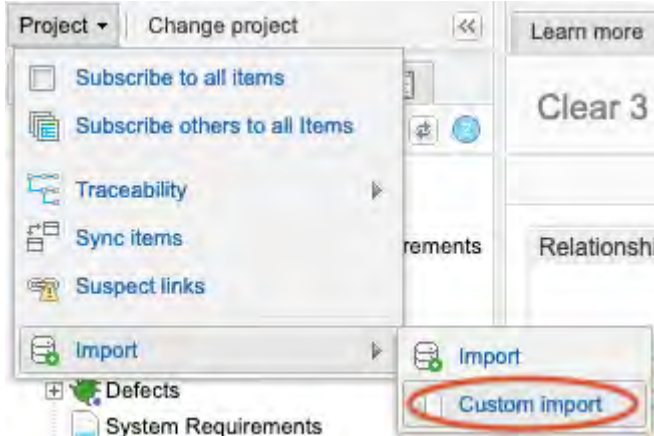 Project Change project
Learn more
Subscribe to all items
Subscribe others to all Items
Clear 3
Traceability
Sync items
rements
Relationshi
Suspect links
Import
Import
Defects
Custom import
System Requirements